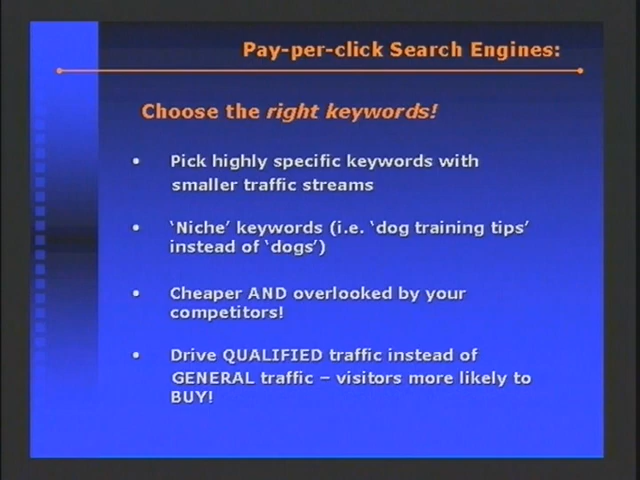 Pay-per-click Search Engines:
Choose the right keywords!
• Pick highly specific keywords with
smaller traffic streams
• ‘Niche’ keywords (i.e. ‘dog training tips’
instead of ‘dogs’)
• Cheaper AND overlooked by your
competitors!
• Drive QUALIFIED traffic instead of
GENERAL traffic – visitors more likely to
BUY!